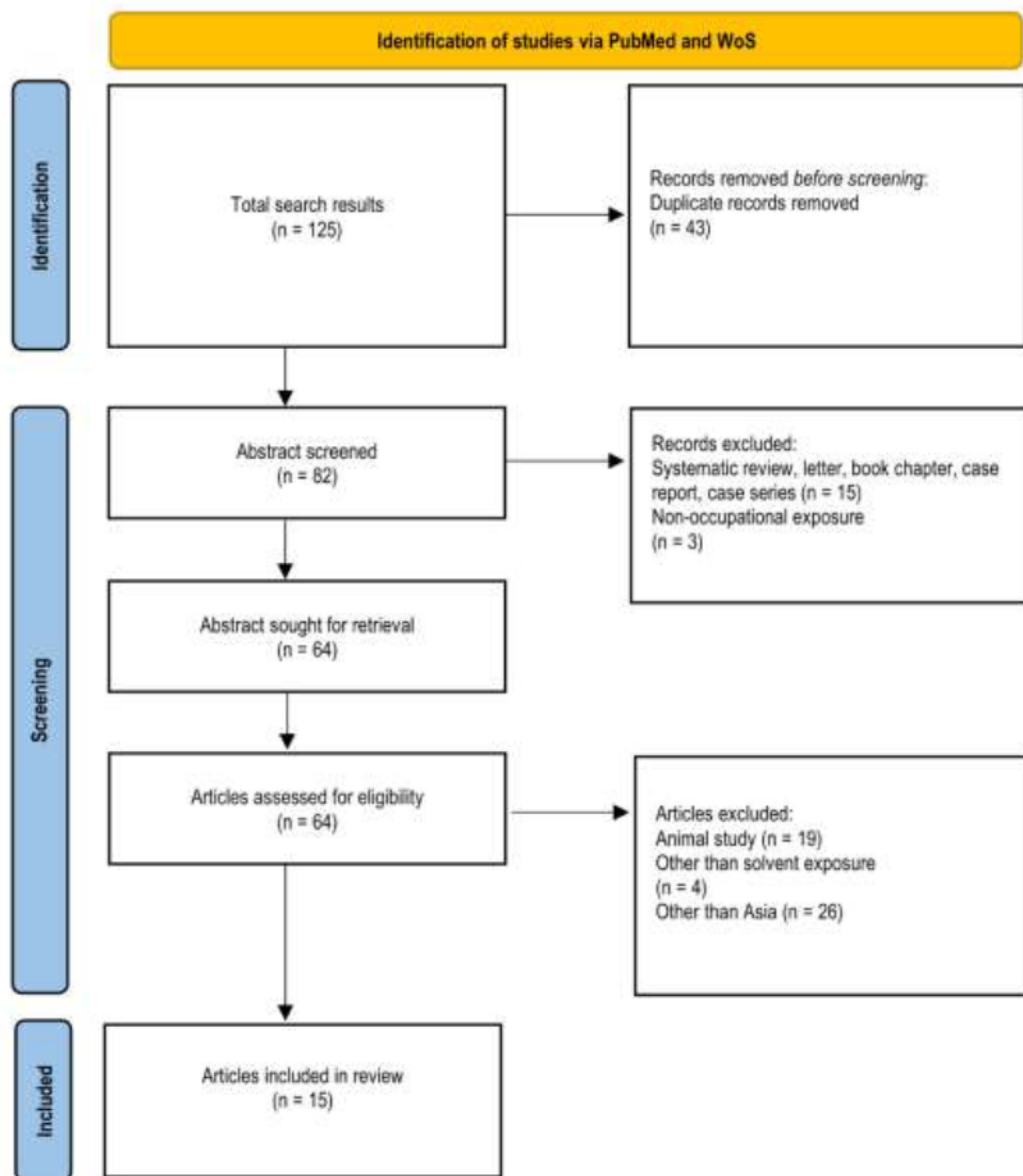 Identification of studies via PubMed and WoS
Identification
Total search results
(n = 125)
Records removed before screening:
Duplicate records removed
(n = 43)
Screening
Abstract screened
(n = 82)
Records excluded:
Systematic review, letter, book chapter, case
report, case series (n = 15)
Non-occupational exposure
(n = 3)
Abstract sought for retrieval
(n = 64)
Articles assessed for eligibility
(n = 64)
Articles excluded:
Animal study (n = 19)
Other than solvent exposure
(n = 4)
Other than Asia (n = 26)
Included
Articles included in review
(n = 15)